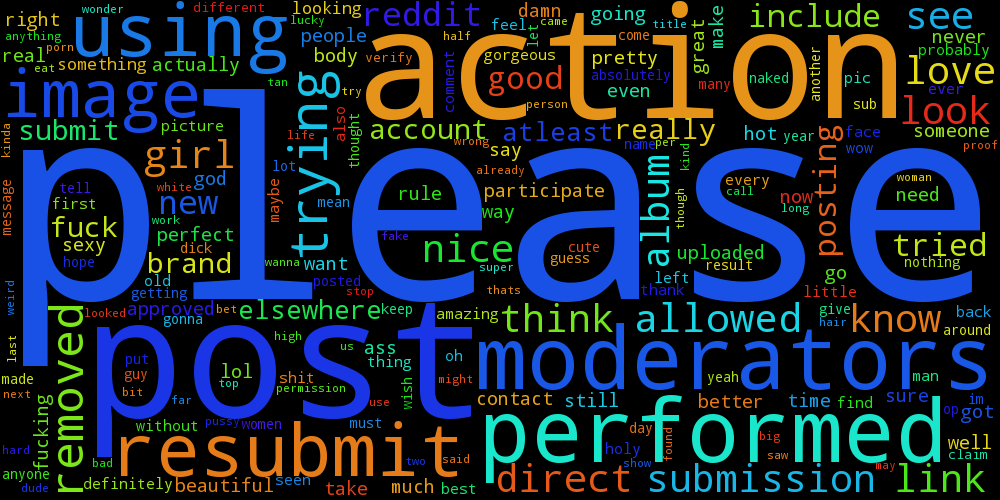 please
action
post
moderators
performed
resubmit
using
image
trying
removed
direct submission link
allowed
think
know
album
posting
look
love
see
include
reddit
good
girl
new
brand
nice
tried
account
atleast
really
submit
right
real
something
actually
anything
wonder
different
lucky
looking
people
body
verify
feel
damn
half
let
came
going
come
title
make
great
gorgeous
pretty
absolutely
even
many
naked
another
pic
sub
ever
never
probably
someone
proof
porn
eat
tan
try
comment
person
picture
kinda
message
god
life
also
thought
lot
maybe
mean
white
work
tell
first
fuck
sexy
hope
perfect
dick
old
getting
weird
rule
participate
way
say
wrong
already
fake
super
cute
guess
thats
name
per
kind
though
hot
year
face
wow
every
call
now
long
woman
need
nothing
uploaded
result
left
thank
go
little
give
hair
back
around
wanna
want
posted
stop
looked
approved
gonna
bet
elsewhere
keep
amazing
high
us
ass
thing
oh
put
guy
bit
far
lol
top
shit
permission
wish
might
use
yeah
contact
still
better
time
find
sure
man
op
im
got
last
made
next
fucking
hard
anyone
dude
bad
without
definitely
beautiful
pussy
women
seen
must
two
said
take
much
best
day
holy
show
found
big
saw
may
well
claim